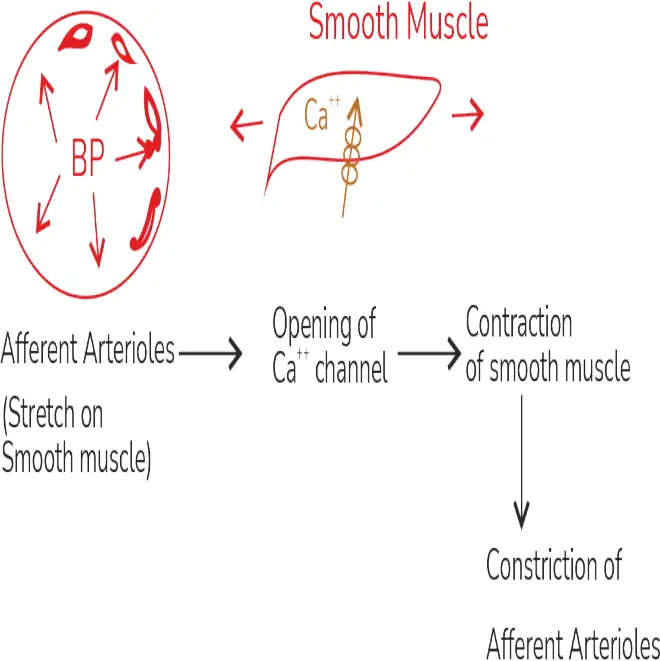 Smooth Muscle
Ca⁺⁺
BP
Afferent Arterioles
(Stretch on
Smooth muscle)
Opening of
Ca⁺⁺ channel
Contraction
of smooth muscle
Constriction of
Afferent Arterioles